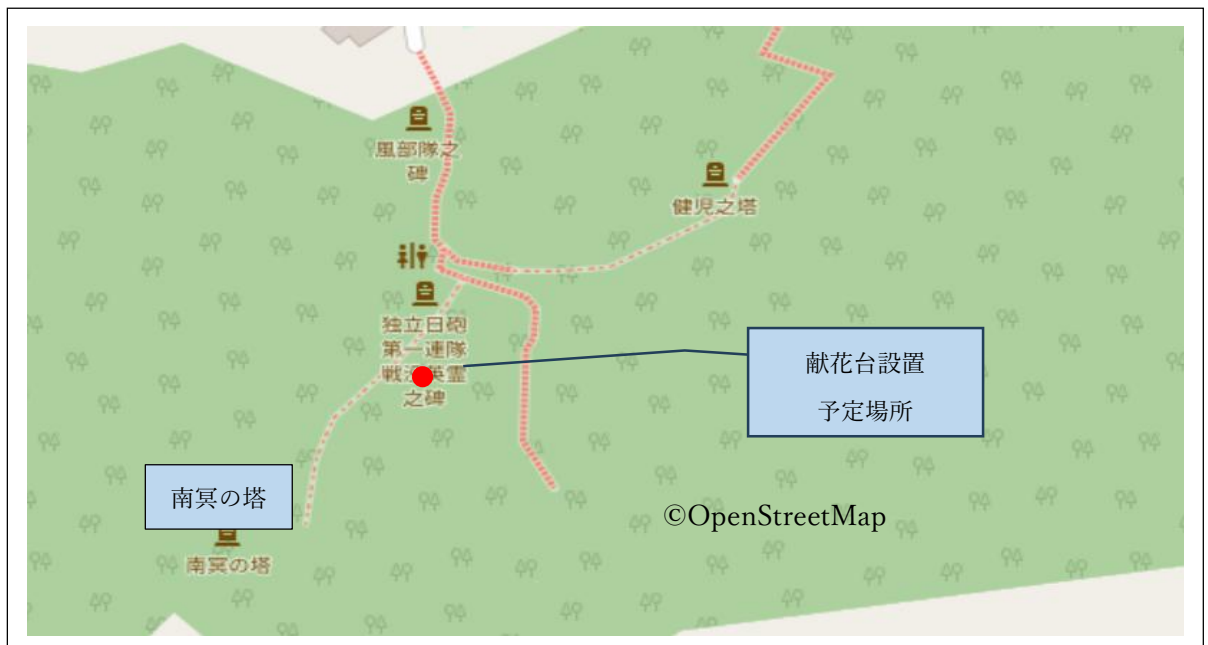 風部隊之
碑
健児之塔
独立臼砲
第一連隊
戦 英霊
之碑
献花台設置
予定場所
南冥の塔
©OpenStreetMap
南冥の塔